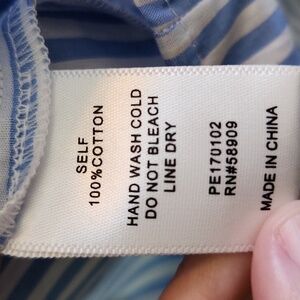 SELF
100%COTTON
HAND WASH COLD
DO NOT BLEACH
LINE DRY
PE170102
RN#58909
MADE IN CHINA